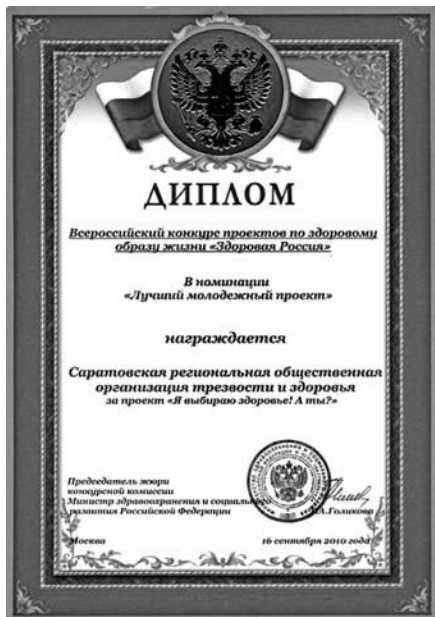 ДИПЛОМ
Всероссийский конкурс проектов по здоровому
образу жизни «Здоровая Россия»
В номинации
«Лучший молодежный проект»
награждается
Саратовская региональная общественная
организация трезвости и здоровья
за проект «Я выбираю здоровье! А ты?»
Председатель жюри
конкурсной комиссии
Министр здравоохранения и социального
развития Российской Федерации
Т.А.Голикова
Москва
16 сентября 2010 года